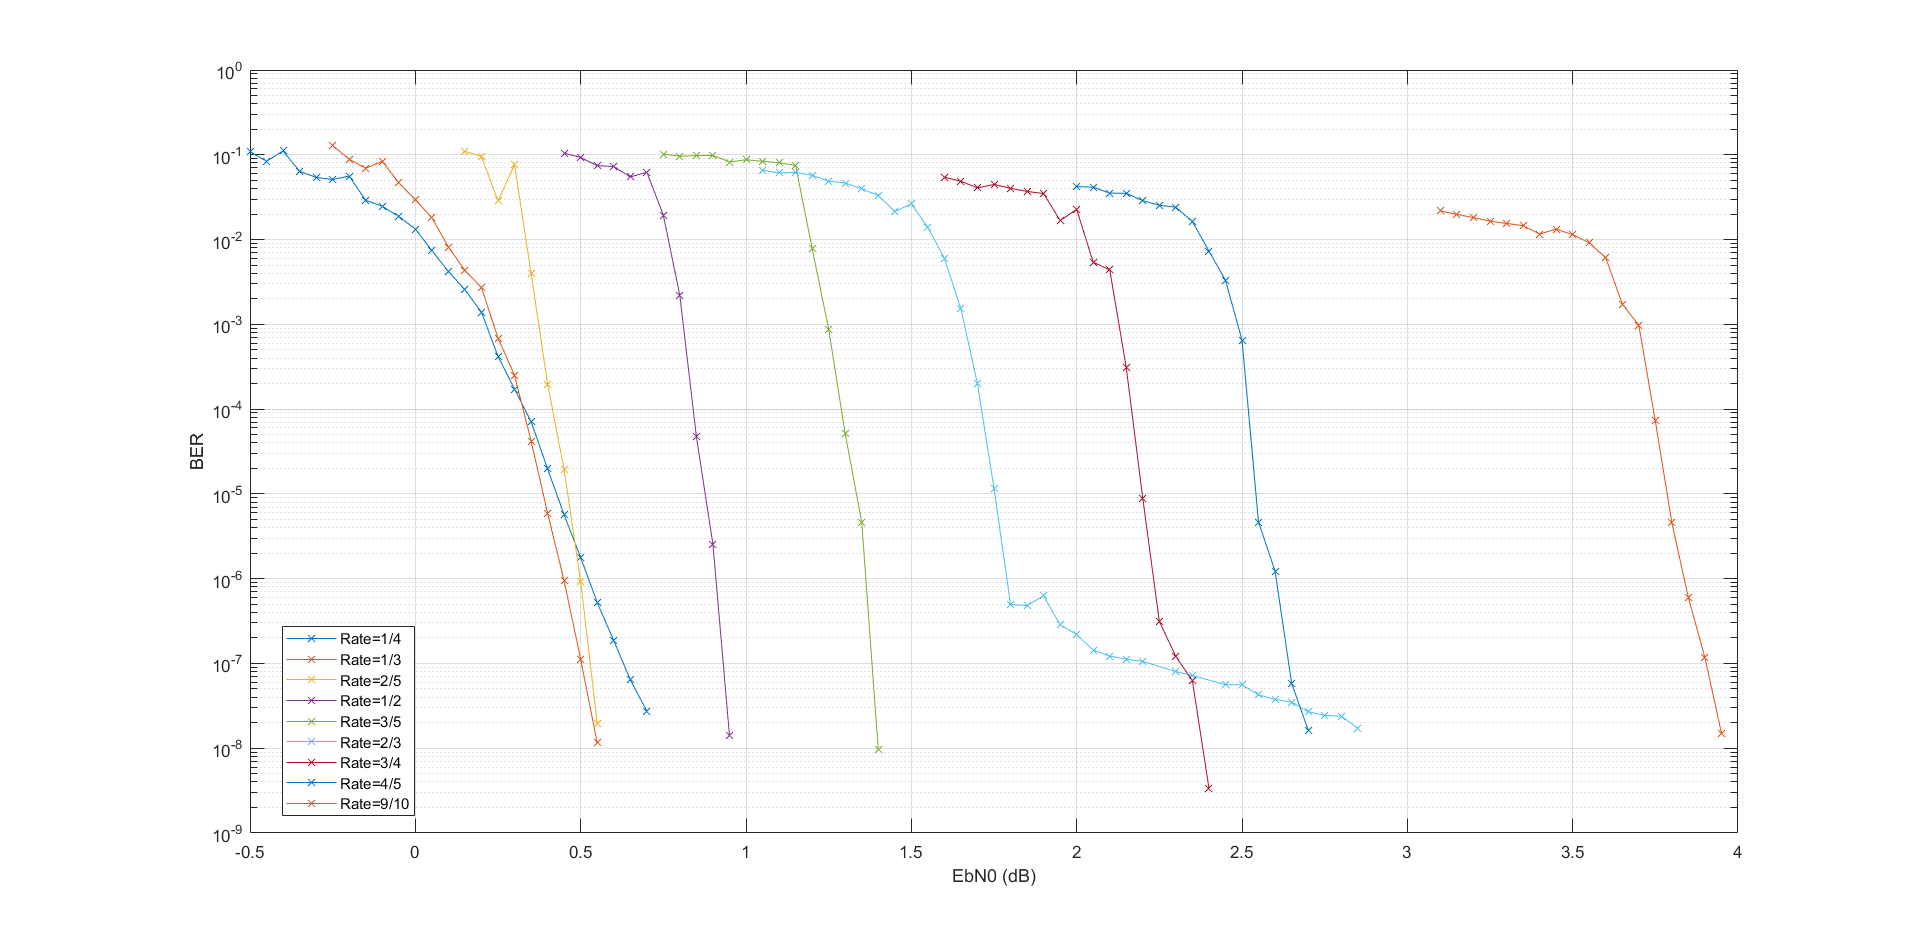 10^0
10^-1
10^-2
10^-3
10^-4
10^-5
10^-6
10^-7
10^-8
10^-9
BER
Rate=1/4
Rate=1/3
Rate=2/5
Rate=1/2
Rate=3/5
Rate=2/3
Rate=3/4
Rate=4/5
Rate=9/10
-0.5 0 0.5 1 1.5 2 2.5 3 3.5 4
EbN0 (dB)